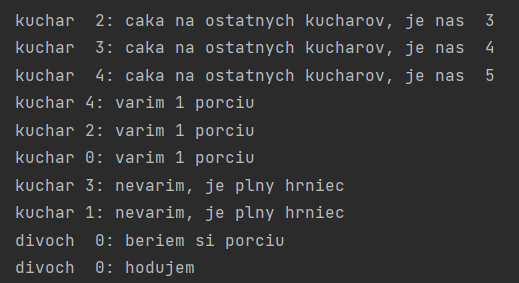 kuchar  2: caka na ostatnych kucharov, je nas  3
kuchar  3: caka na ostatnych kucharov, je nas  4
kuchar  4: caka na ostatnych kucharov, je nas  5
kuchar 4: varim 1 porciu
kuchar 2: varim 1 porciu
kuchar 0: varim 1 porciu
kuchar 3: nevarim, je plny hrniec
kuchar 1: nevarim, je plny hrniec
divoch  0: beriem si porciu
divoch  0: hodujem